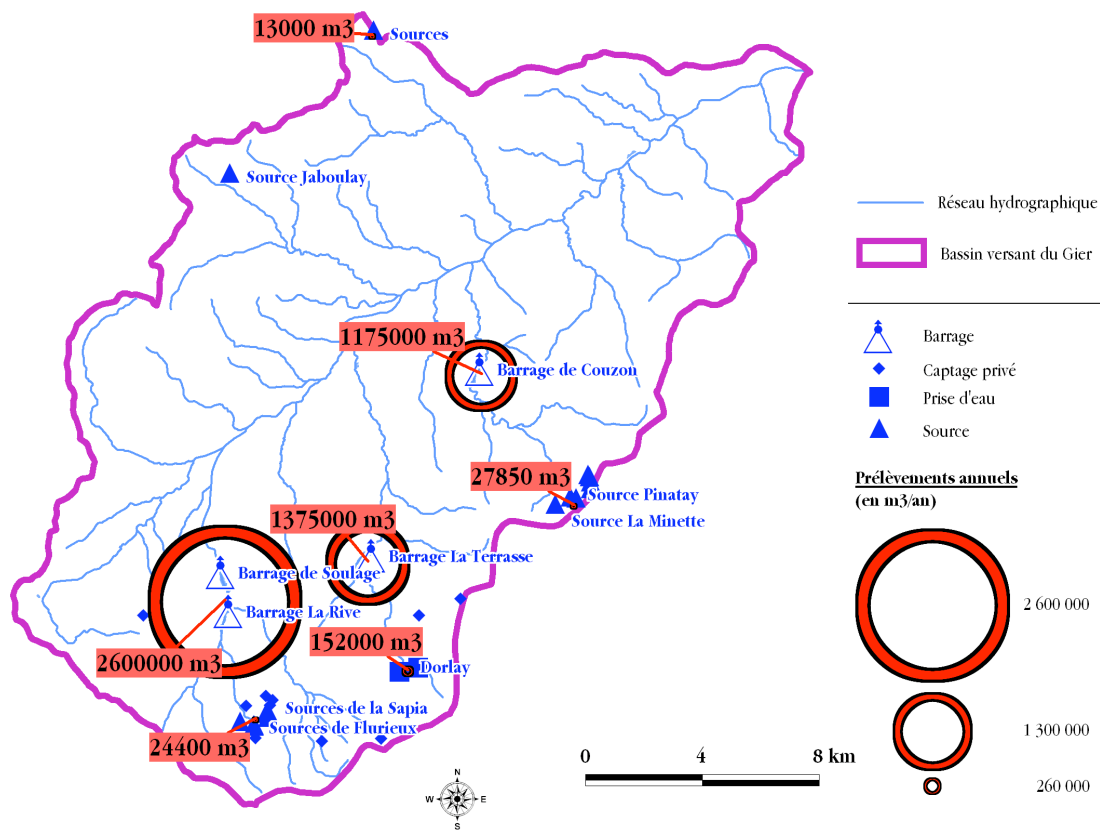 13000 m3
Sources
Source Jaboulay
1175000 m3
Barrage de Couzon
27850 m3
Source Pinatay
Source La Minette
1375000 m3
Barrage La Terrasse
Barrage de Soulage
Barrage La Rive
2600000 m3
152000 m3
Dorlay
Sources de la Sapia
Sources de Flurieux
24400 m3
0 4 8 km
N
W E
S
Réseau hydrographique
Bassin versant du Gier
Barrage
Captage privé
Prise d'eau
Source
Prélèvements annuels
(en m3/an)
2 600 000
1 300 000
260 000